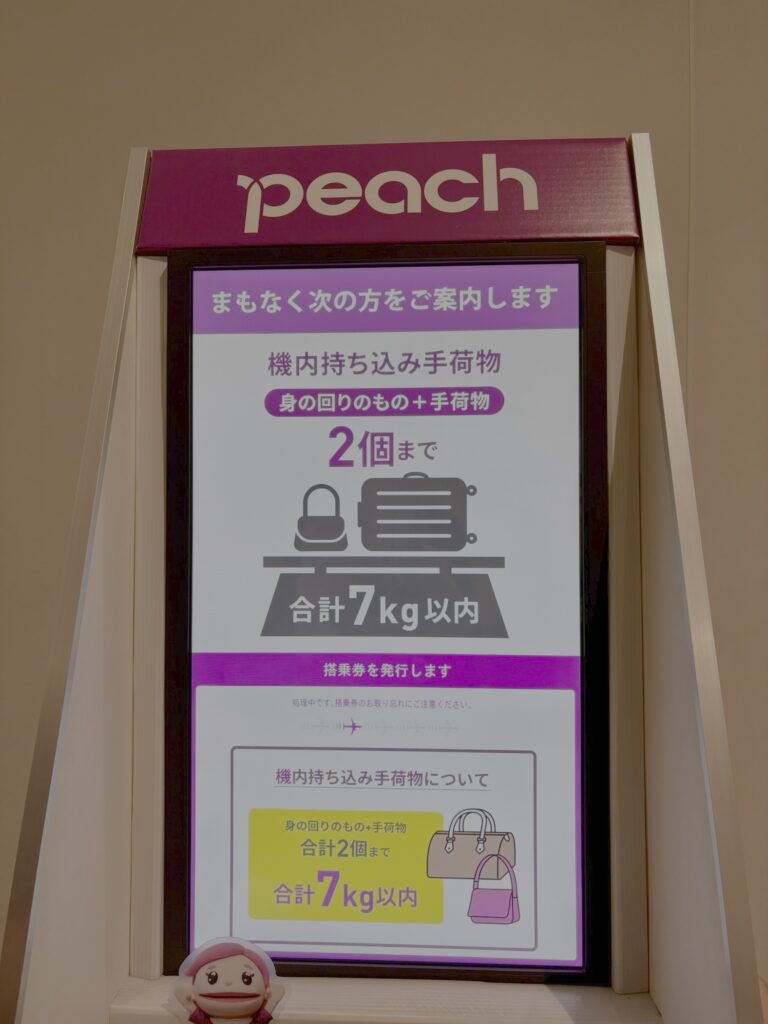 peach
まもなく次の方をご案内します
機内持ち込み手荷物
身の回りのもの+手荷物
2個まで
合計7kg以内
搭乗券を発行します
処理中です。搭乗券のお取り忘れにご注意ください。
機内持ち込み手荷物について
身の回りのもの+手荷物
合計2個まで
合計7kg以内